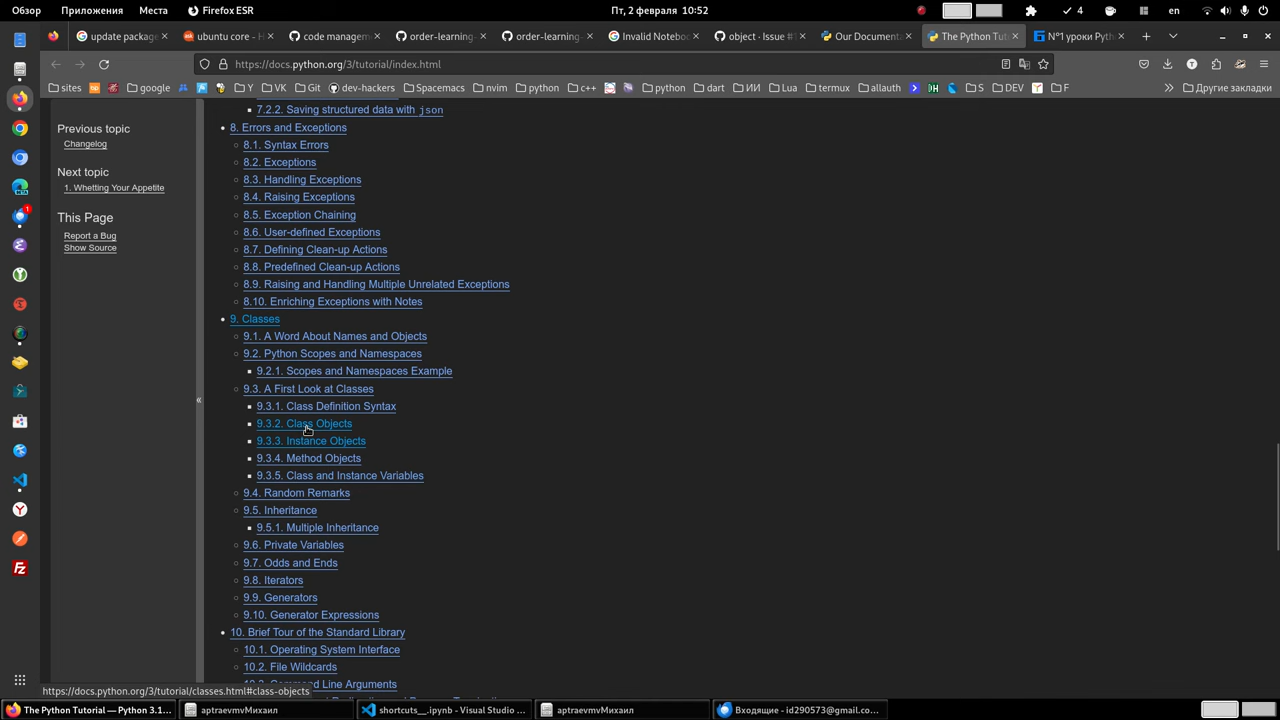 Обзор Приложения Места Firefox ESR Пт, 2 февраля 10:52 4 en
update package ubuntu core - H code managem order-learning- order-learning- Invalid Notebo object · Issue #1 Our Documenta The Python Tut № 1 уроки Pyth
https://docs.python.org/3/tutorial/index.html
sites google Y VK Git dev-hackers Spacemacs nvim python c++ python dart ИИ Lua termux allauth S DEV F Другие закладки
Previous topic
Changelog
Next topic
1. Whetting Your Appetite
This Page
Report a Bug
Show Source
«
7.2.2. Saving structured data with json
8. Errors and Exceptions
8.1. Syntax Errors
8.2. Exceptions
8.3. Handling Exceptions
8.4. Raising Exceptions
8.5. Exception Chaining
8.6. User-defined Exceptions
8.7. Defining Clean-up Actions
8.8. Predefined Clean-up Actions
8.9. Raising and Handling Multiple Unrelated Exceptions
8.10. Enriching Exceptions with Notes
9. Classes
9.1. A Word About Names and Objects
9.2. Python Scopes and Namespaces
9.2.1. Scopes and Namespaces Example
9.3. A First Look at Classes
9.3.1. Class Definition Syntax
9.3.2. Class Objects
9.3.3. Instance Objects
9.3.4. Method Objects
9.3.5. Class and Instance Variables
9.4. Random Remarks
9.5. Inheritance
9.5.1. Multiple Inheritance
9.6. Private Variables
9.7. Odds and Ends
9.8. Iterators
9.9. Generators
9.10. Generator Expressions
10. Brief Tour of the Standard Library
10.1. Operating System Interface
10.2. File Wildcards
Command Line Arguments
https://docs.python.org/3/tutorial/classes.html#class-objects
The Python Tutorial — Python 3.1... aptraevmvМихаил shortcuts__.ipynb - Visual Studio ... aptraevmvМихаил Входящие - id290573@gmail.co...